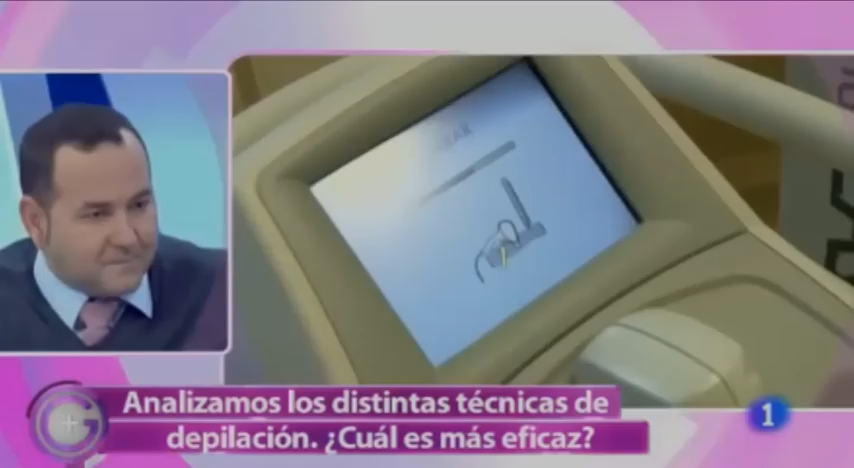 Analizamos los distintas técnicas de
depilación. ¿Cuál es más eficaz?
+G
1